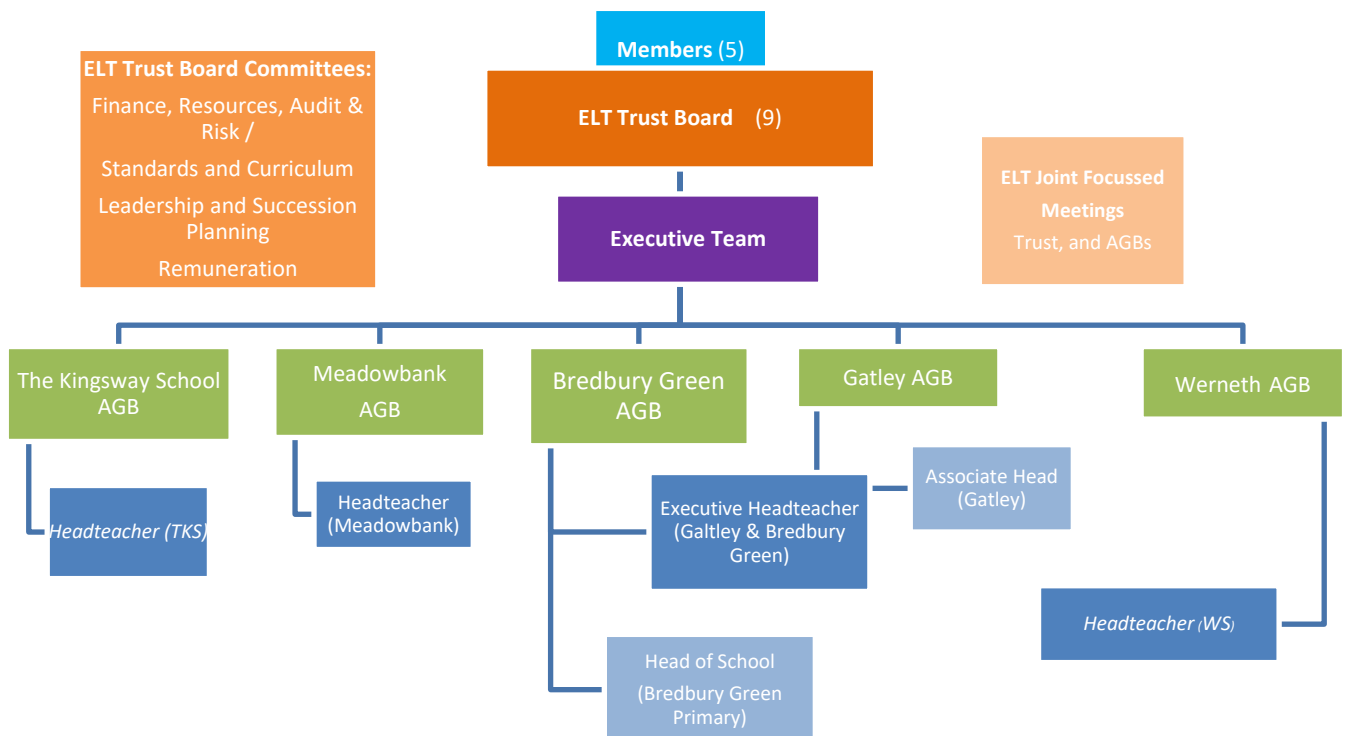 Members (5)
ELT Trust Board Committees:
Finance, Resources, Audit &
Risk /
Standards and Curriculum
Leadership and Succession
Planning
Remuneration
ELT Trust Board (9)
ELT Joint Focussed
Meetings
Trust, and AGBs
Executive Team
The Kingsway School
AGB
Meadowbank
AGB
Bredbury Green
AGB
Gatley AGB
Werneth AGB
Headteacher (TKS)
Headteacher
(Meadowbank)
Executive Headteacher
(Galtley & Bredbury
Green)
Associate Head
(Gatley)
Headteacher (WS)
Head of School
(Bredbury Green
Primary)